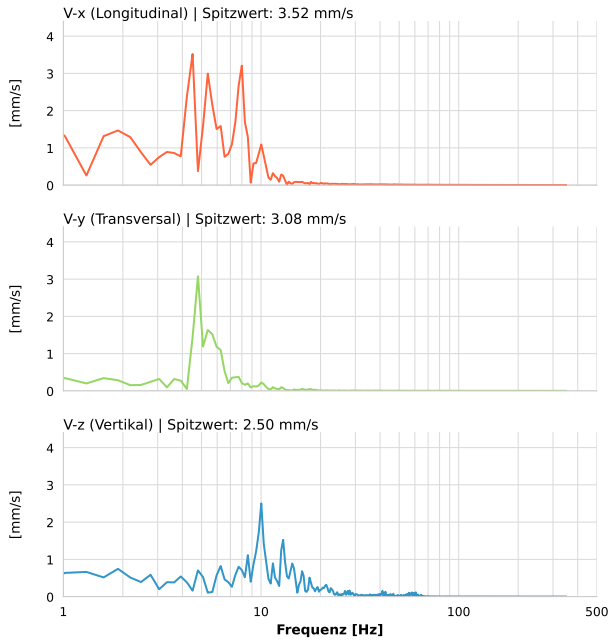 V-x (Longitudinal) | Spitzwert: 3.52 mm/s
4
3
2
1
0
[mm/s]
V-y (Transversal) | Spitzwert: 3.08 mm/s
4
3
2
1
0
[mm/s]
V-z (Vertikal) | Spitzwert: 2.50 mm/s
4
3
2
1
0
[mm/s]
1 10 100 500
Frequenz [Hz]